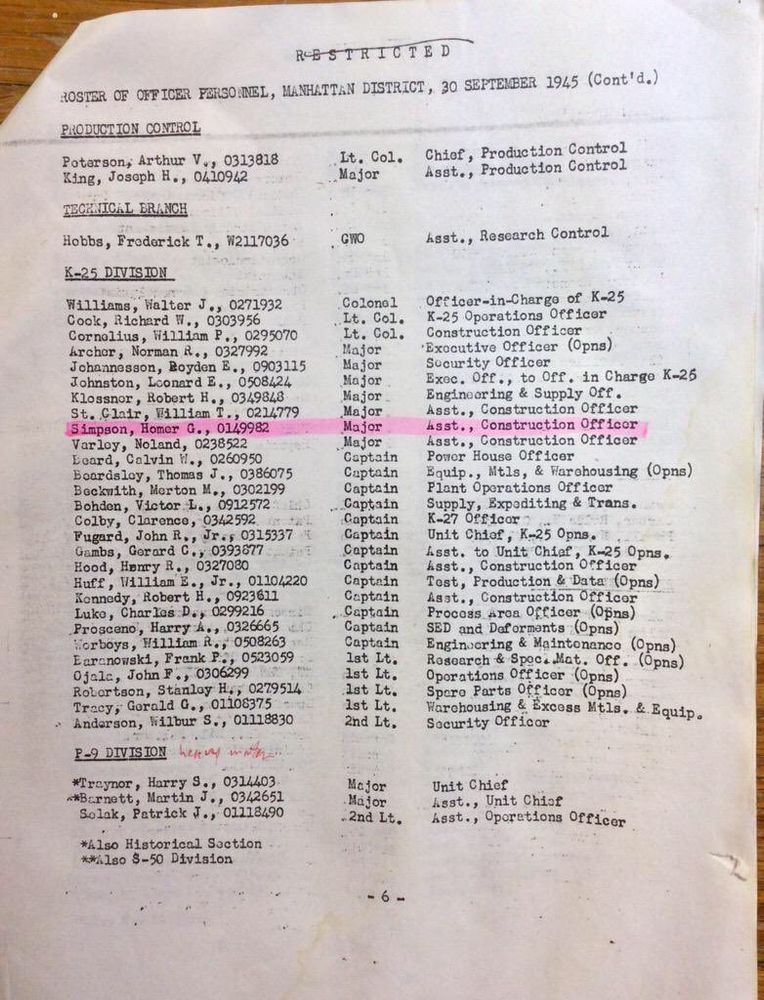 RESTRICTED
ROSTER OF OFFICER PERSONNEL, MANHATTAN DISTRICT, 30 SEPTEMBER 1945 (Cont'd.)
PRODUCTION CONTROL
Peterson, Arthur V., 0313818 Lt. Col. Chief, Production Control
King, Joseph H., 0410942 Major Asst., Production Control
TECHNICAL BRANCH
Hobbs, Frederick T., W2117036 CWO Asst., Research Control
K-25 DIVISION
Williams, Walter J., 0271932 Colonel Officer-in-Charge of K-25
Cook, Richard W., 0303956 Lt. Col. K-25 Operations Officer
Cornelius, William P., 0295070 Lt. Col. Construction Officer
Archer, Norman R., 0327992 Major Executive Officer (Opns)
Johannesson, Boyden E., 0903115 Major Security Officer
Johnston, Leonard E., 0508424 Major Exec. Off., to Off. in Charge K-25
Klossner, Robert H., 0349848 Major Engineering & Supply Off.
St. Clair, William T., 0214779 Major Asst., Construction Officer
Simpson, Homer G., 0149982 Major Asst., Construction Officer
Varley, Noland, 0238522 Major Asst., Construction Officer
Beard, Calvin W., 0260950 Captain Power House Officer
Beardsley, Thomas J., 0386075 Captain Equip., Mtls, & Warehousing (Opns)
Beckwith, Merton M., 0302199 Captain Plant Operations Officer
Bohden, Victor L., 0912572 Captain Supply, Expediting & Trans.
Colby, Clarence, 0342592 Captain K-27 Officer
Fugard, John R., Jr., 0315337 Captain Unit Chief, K-25 Opns.
Gambs, Gerard C., 0393877 Captain Asst. to Unit Chief, K-25 Opns.
Hood, Henry R., 0327080 Captain Asst., Construction Officer
Huff, William E., Jr., 01104220 Captain Test, Production & Data (Opns)
Kennedy, Robert H., 0923611 Captain Asst., Construction Officer
Luke, Charles D., 0299216 Captain Process Area Officer (Opns)
Prosceno, Harry A., 0326665 Captain SED and Deferments (Opns)
Worboys, William R., 0508263 Captain Engineering & Maintenance (Opns)
Baranowski, Frank P., 0523059 1st Lt. Research & Spec. Mat. Off. (Opns)
Ojala, John F., 0306299 1st Lt. Operations Officer (Opns)
Robertson, Stanley H., 0279514 1st Lt. Spare Parts Officer (Opns)
Tracy, Gerald G., 01108375 1st Lt. Warehousing & Excess Mtls. & Equip.
Anderson, Wilbur S., 01118830 2nd Lt. Security Officer
P-9 DIVISION heavy water
*Traynor, Harry S., 0314403 Major Unit Chief
**Barnett, Martin J., 0342651 Major Asst., Unit Chief
Solak, Patrick J., 01118490 2nd Lt. Asst., Operations Officer
*Also Historical Section
**Also S-50 Division
- 6 -